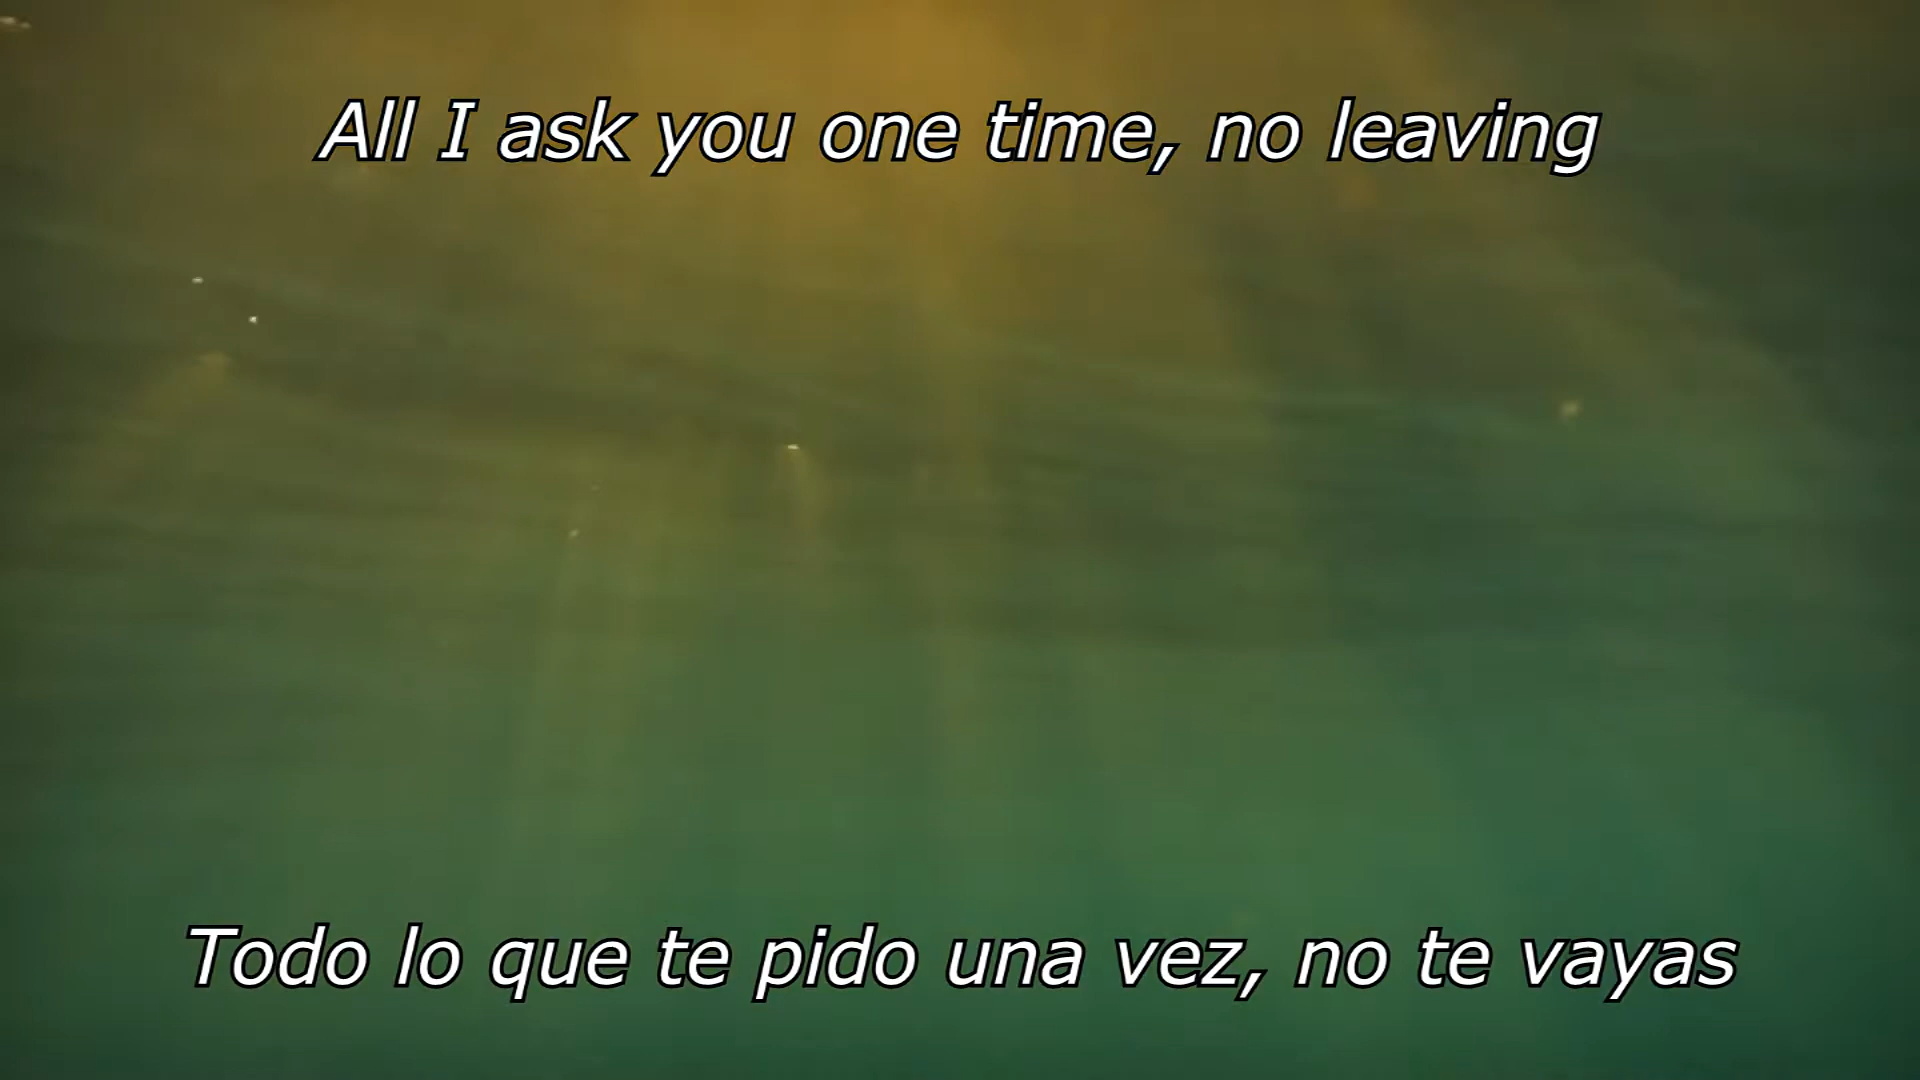 All I ask you one time, no leaving
Todo lo que te pido una vez, no te vayas